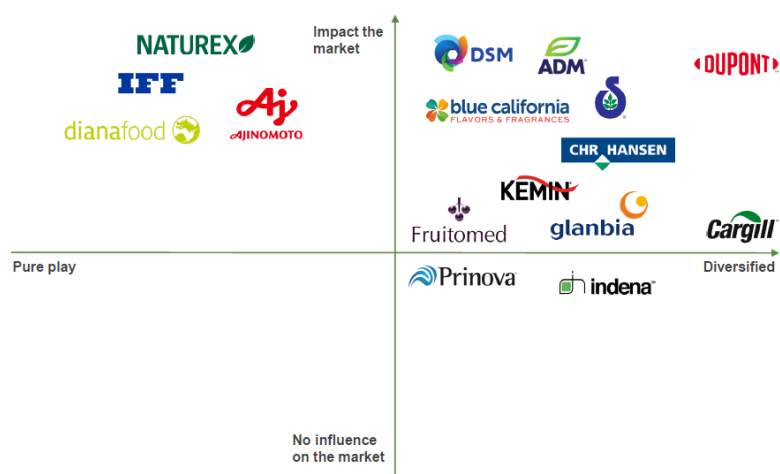 Impact the
market
NATUREX
IFF
dianafood
Aj
AJINOMOTO
DSM
ADM
DUPONT
blue california
FLAVORS & FRAGRANCES
CHR HANSEN
KEMIN
Fruitomed
glanbia
Cargill
Pure play
Diversified
Prinova
indena
No influence
on the market